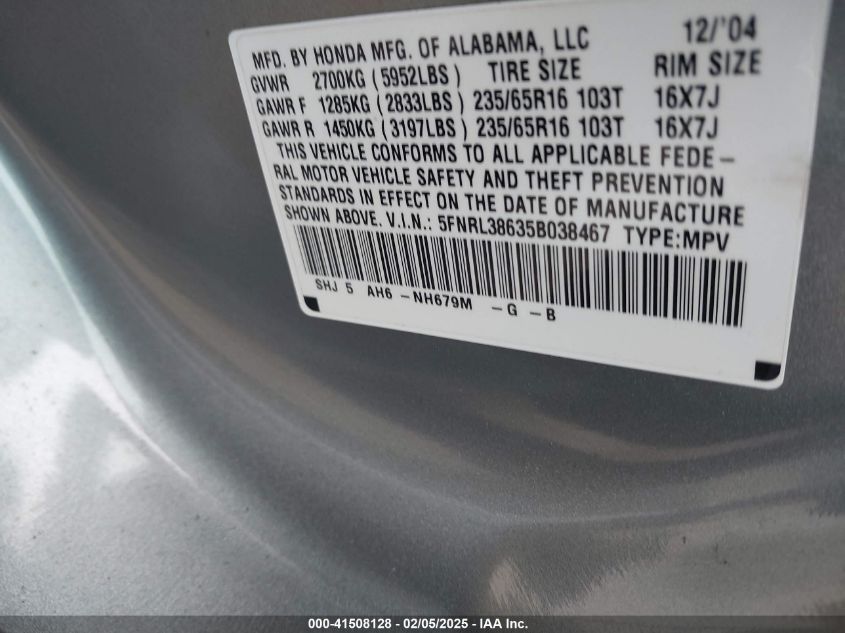 MFD. BY HONDA MFG. OF ALABAMA, LLC 12/'04
GVWR 2700KG (5952LBS) TIRE SIZE RIM SIZE
GAWR F 1285KG (2833LBS) 235/65R16 103T 16X7J
GAWR R 1450KG (3197LBS) 235/65R16 103T 16X7J
THIS VEHICLE CONFORMS TO ALL APPLICABLE FEDE-
RAL MOTOR VEHICLE SAFETY AND THEFT PREVENTION
STANDARDS IN EFFECT ON THE DATE OF MANUFACTURE
SHOWN ABOVE. V.I.N.: 5FNRL38635B038467 TYPE:MPV
SHJ 5 AH6 -NH679M -G -B
000-41508128 - 02/05/2025 - IAA Inc.